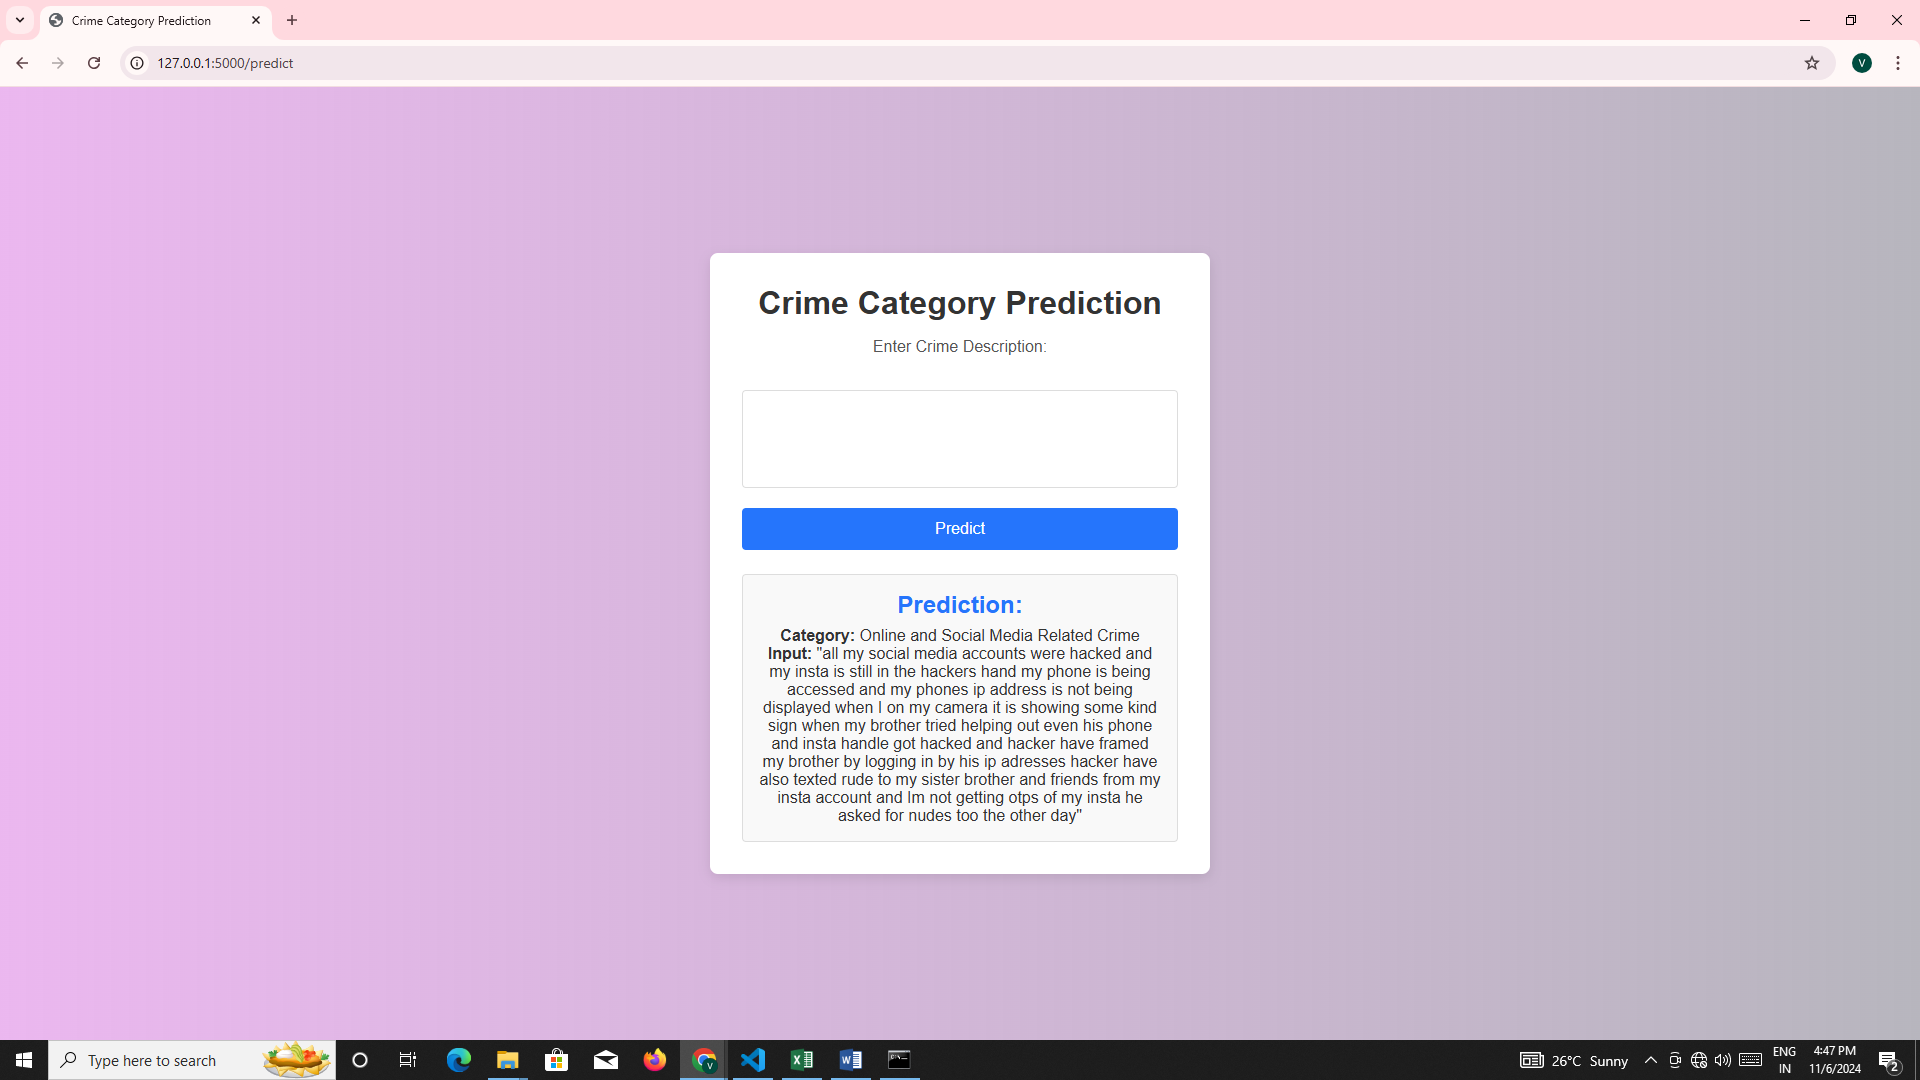 Crime Category Prediction
127.0.0.1:5000/predict
V
Crime Category Prediction
Enter Crime Description:
Predict
Prediction:
Category: Online and Social Media Related Crime
Input: "all my social media accounts were hacked and
my insta is still in the hackers hand my phone is being
accessed and my phones ip address is not being
displayed when I on my camera it is showing some kind
sign when my brother tried helping out even his phone
and insta handle got hacked and hacker have framed
my brother by logging in by his ip adresses hacker have
also texted rude to my sister brother and friends from my
insta account and Im not getting otps of my insta he
asked for nudes too the other day"
Type here to search
26°C Sunny
ENG
IN
4:47 PM
11/6/2024
2